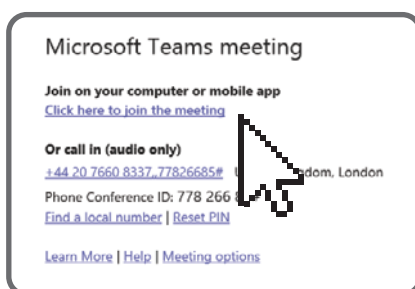 Microsoft Teams meeting
Join on your computer or mobile app
Click here to join the meeting
Or call in (audio only)
+44 20 7660 8337,,77826685# London
Phone Conference ID: 778 266
Find a local number | Reset PIN
Learn More | Help | Meeting options